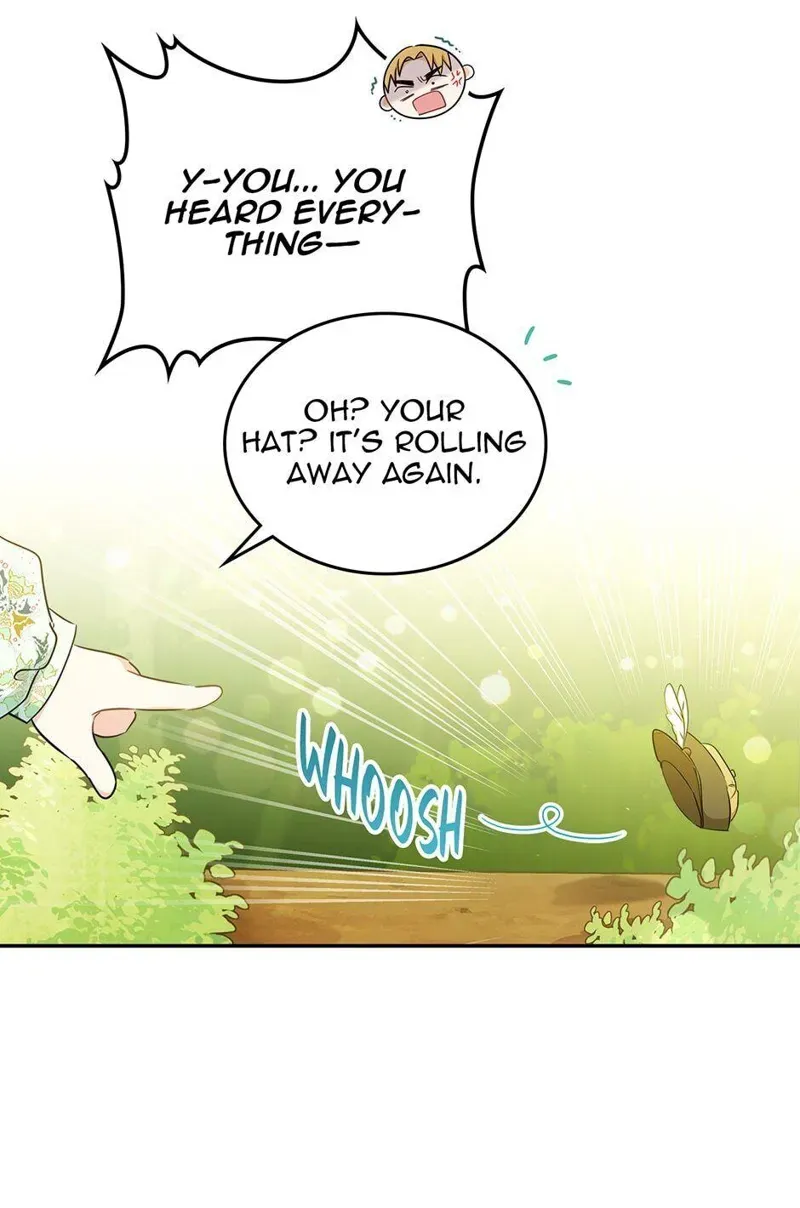 Y-YOU... YOU
HEARD EVERY-
THING—
OH? YOUR
HAT? IT'S ROLLING
AWAY AGAIN.
WHOOSH